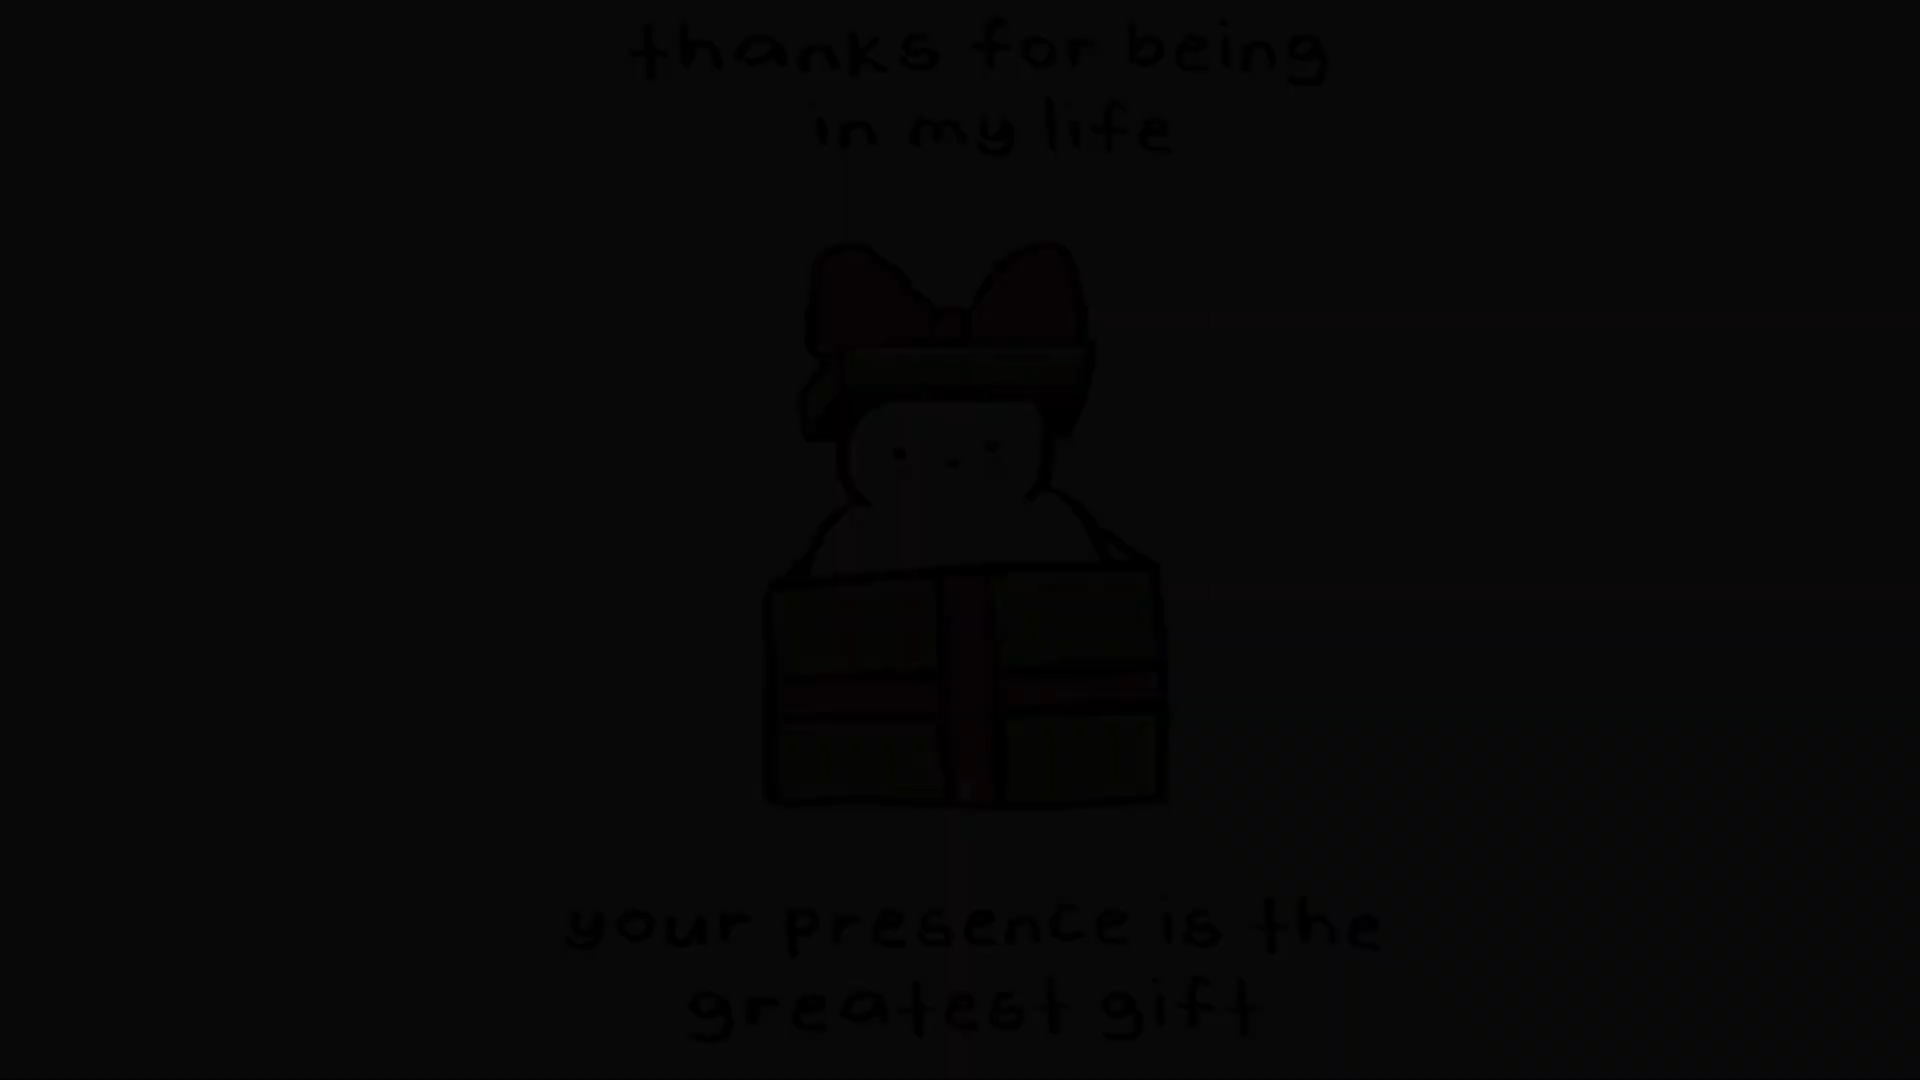 thanks for being
in my life
your presence is the
greatest gift